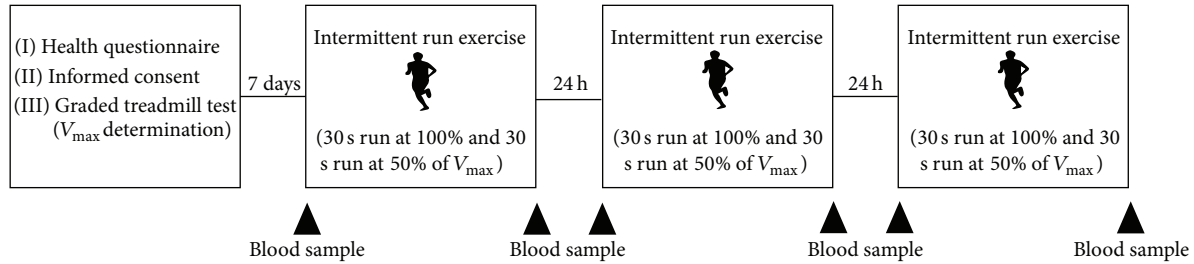 (I) Health questionnaire
(II) Informed consent
(III) Graded treadmill test
(Vmax determination)
7 days
Intermittent run exercise
(30 s run at 100% and 30
s run at 50% of Vmax)
24 h
Intermittent run exercise
(30 s run at 100% and 30
s run at 50% of Vmax)
24 h
Intermittent run exercise
(30 s run at 100% and 30
s run at 50% of Vmax)
Blood sample
Blood sample
Blood sample
Blood sample